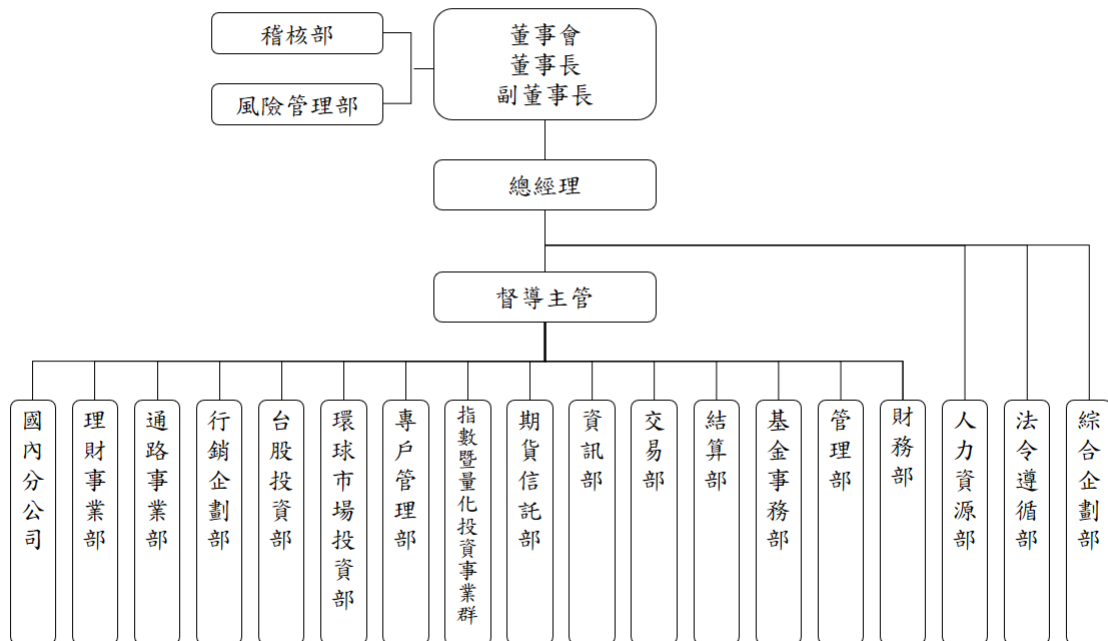 稽核部
風險管理部
董事會
董事長
副董事長
總經理
督導主管
國內分公司
理財事業部
通路事業部
行銷企劃部
台股投資部
環球市場投資部
專戶管理部
指數暨量化投資事業群
期貨信託部
資訊部
交易部
結算部
基金事務部
管理部
財務部
人力資源部
法令遵循部
綜合企劃部